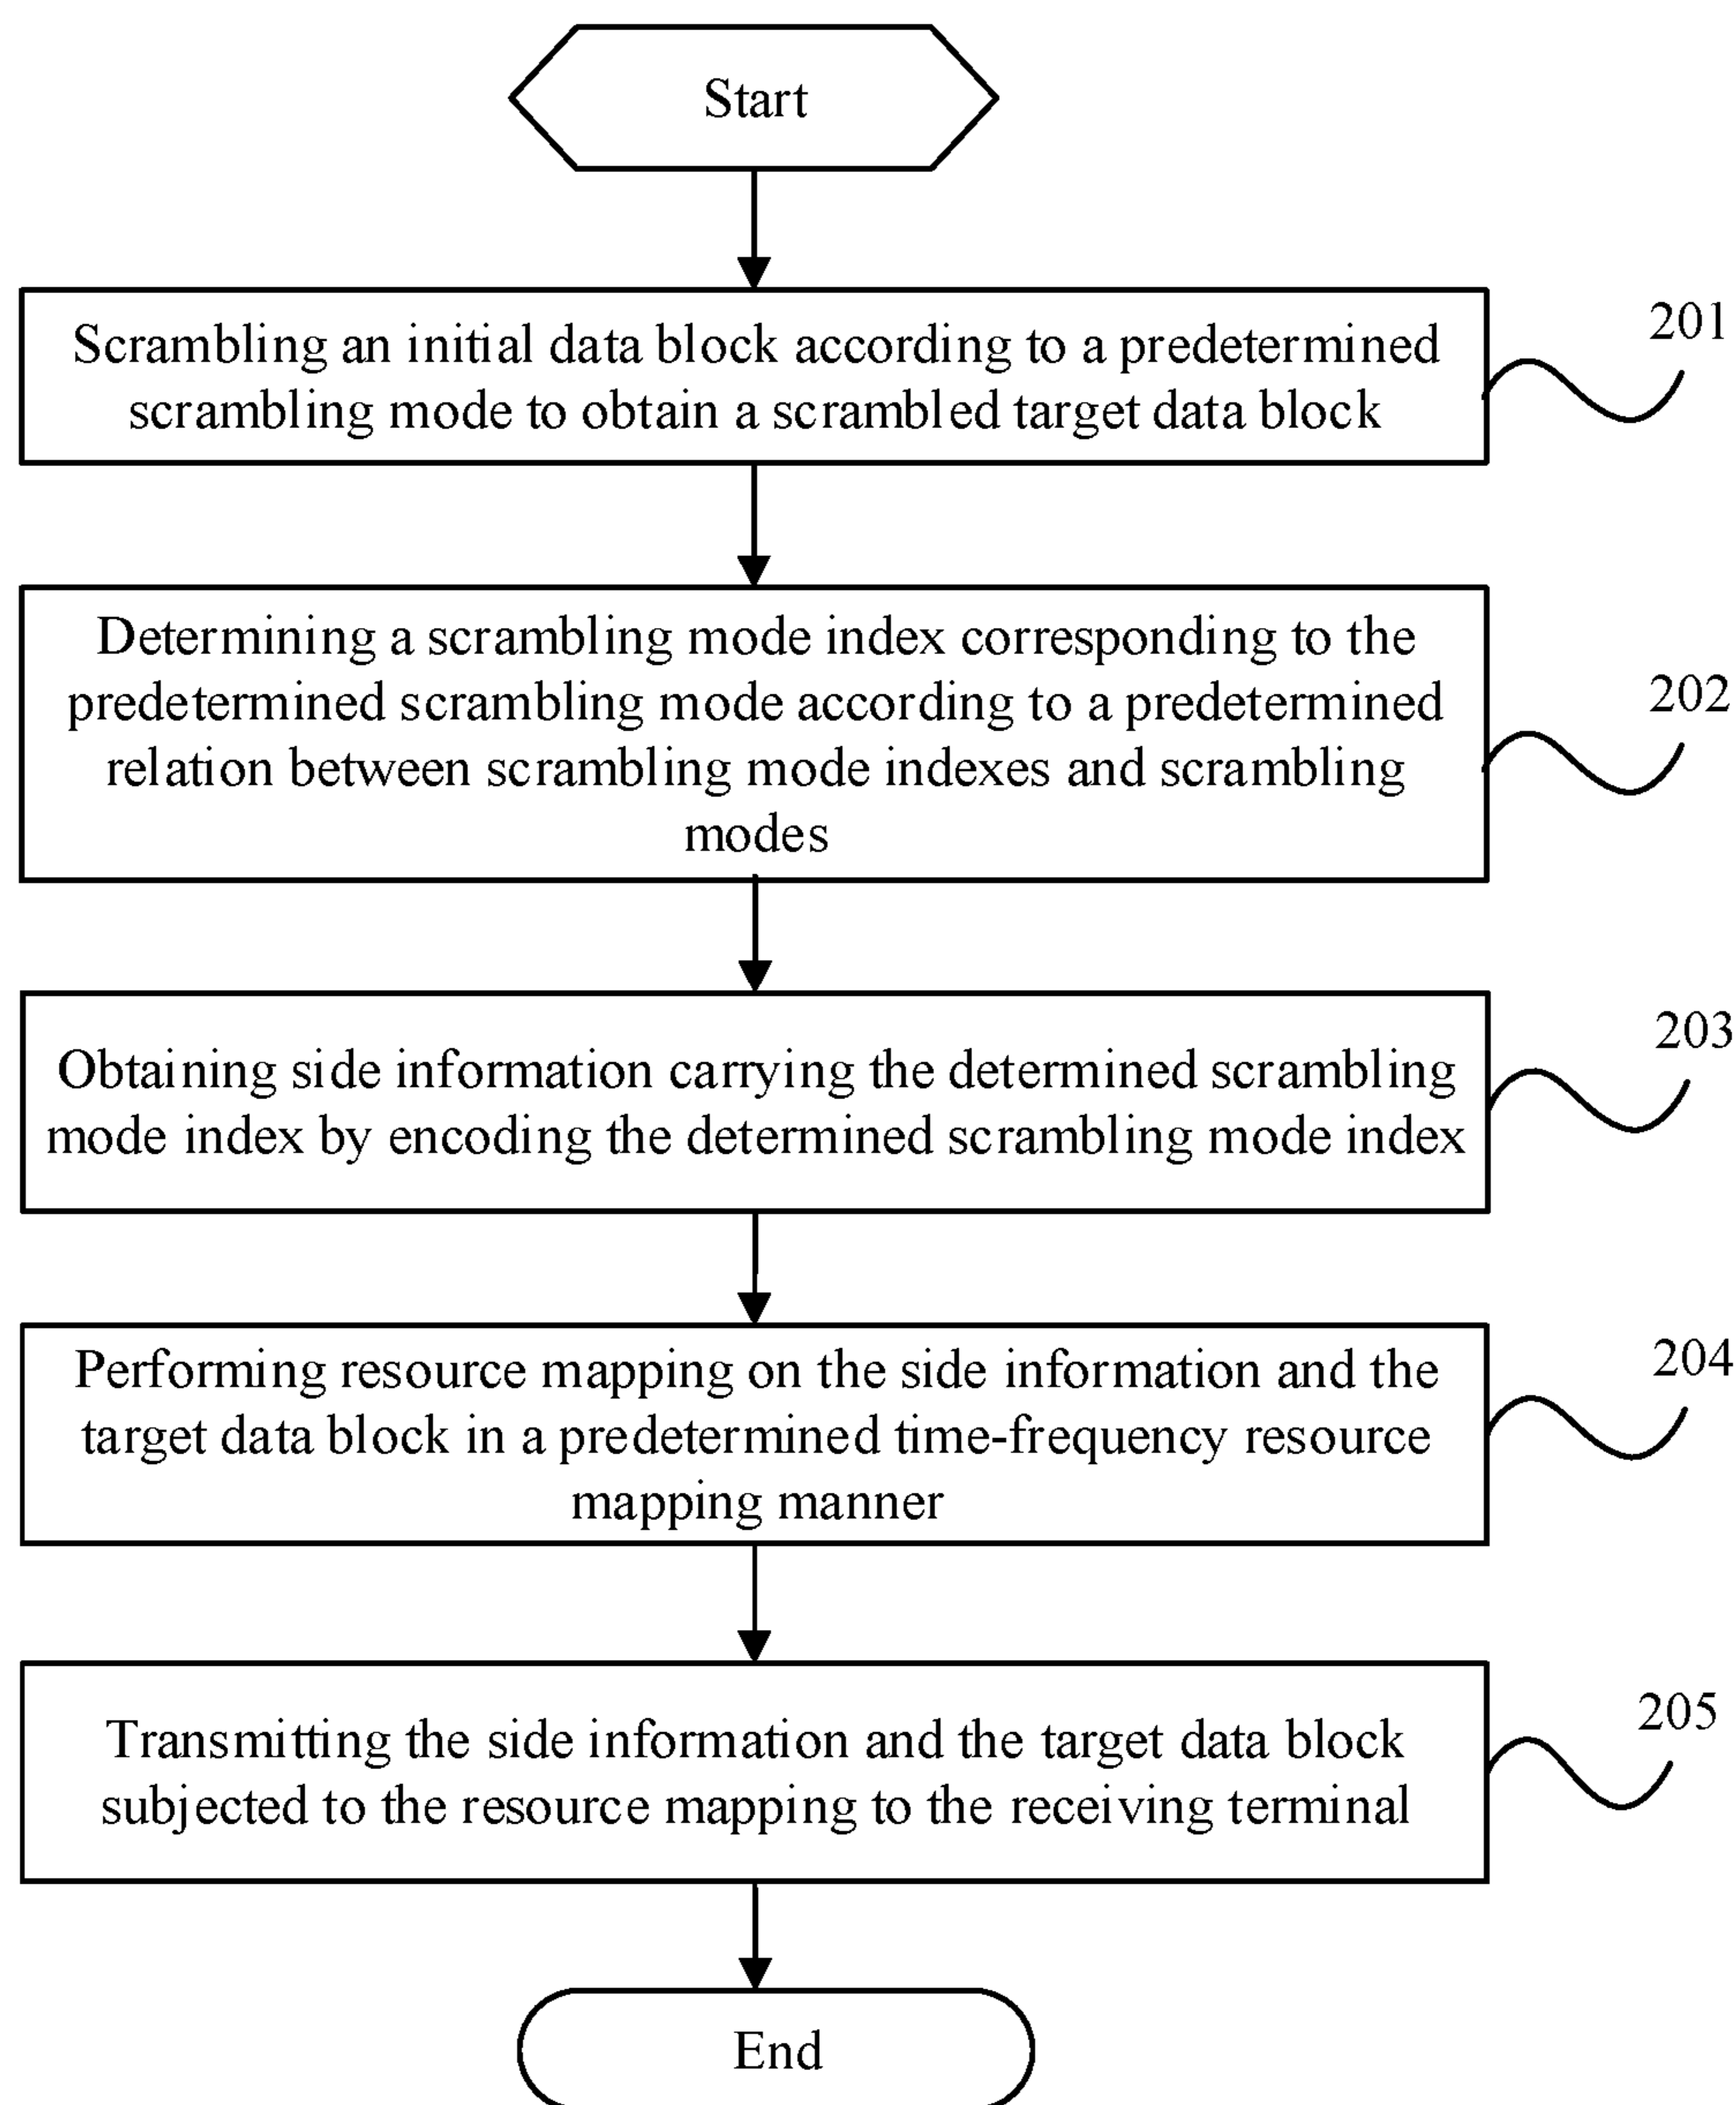 Start
Scrambling an initial data block according to a predetermined
scrambling mode to obtain a scrambled target data block
201
Determining a scrambling mode index corresponding to the
predetermined scrambling mode according to a predetermined
relation between scrambling mode indexes and scrambling
modes
202
Obtaining side information carrying the determined scrambling
mode index by encoding the determined scrambling mode index
203
Performing resource mapping on the side information and the
target data block in a predetermined time-frequency resource
mapping manner
204
Transmitting the side information and the target data block
subjected to the resource mapping to the receiving terminal
205
End